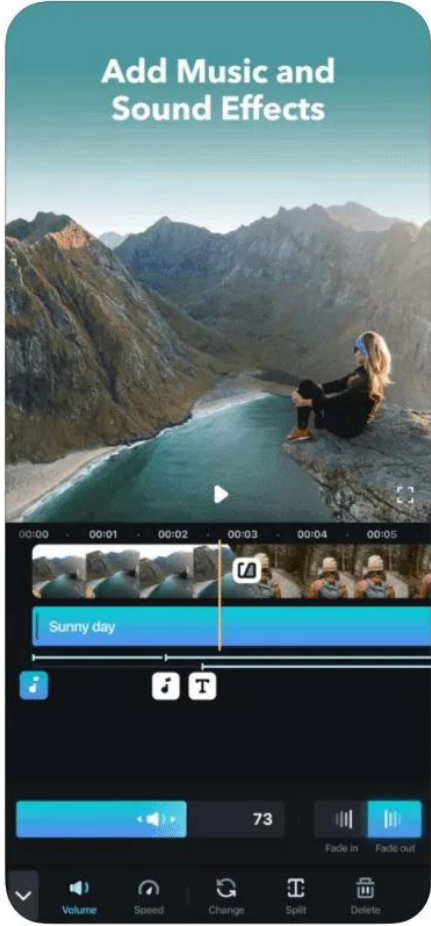 Add Music and
Sound Effects
00:00 00:01 00:02 00:03 00:04 00:05
Sunny day
T
73
Fade in Fade out
Volume Speed Change Split Delete